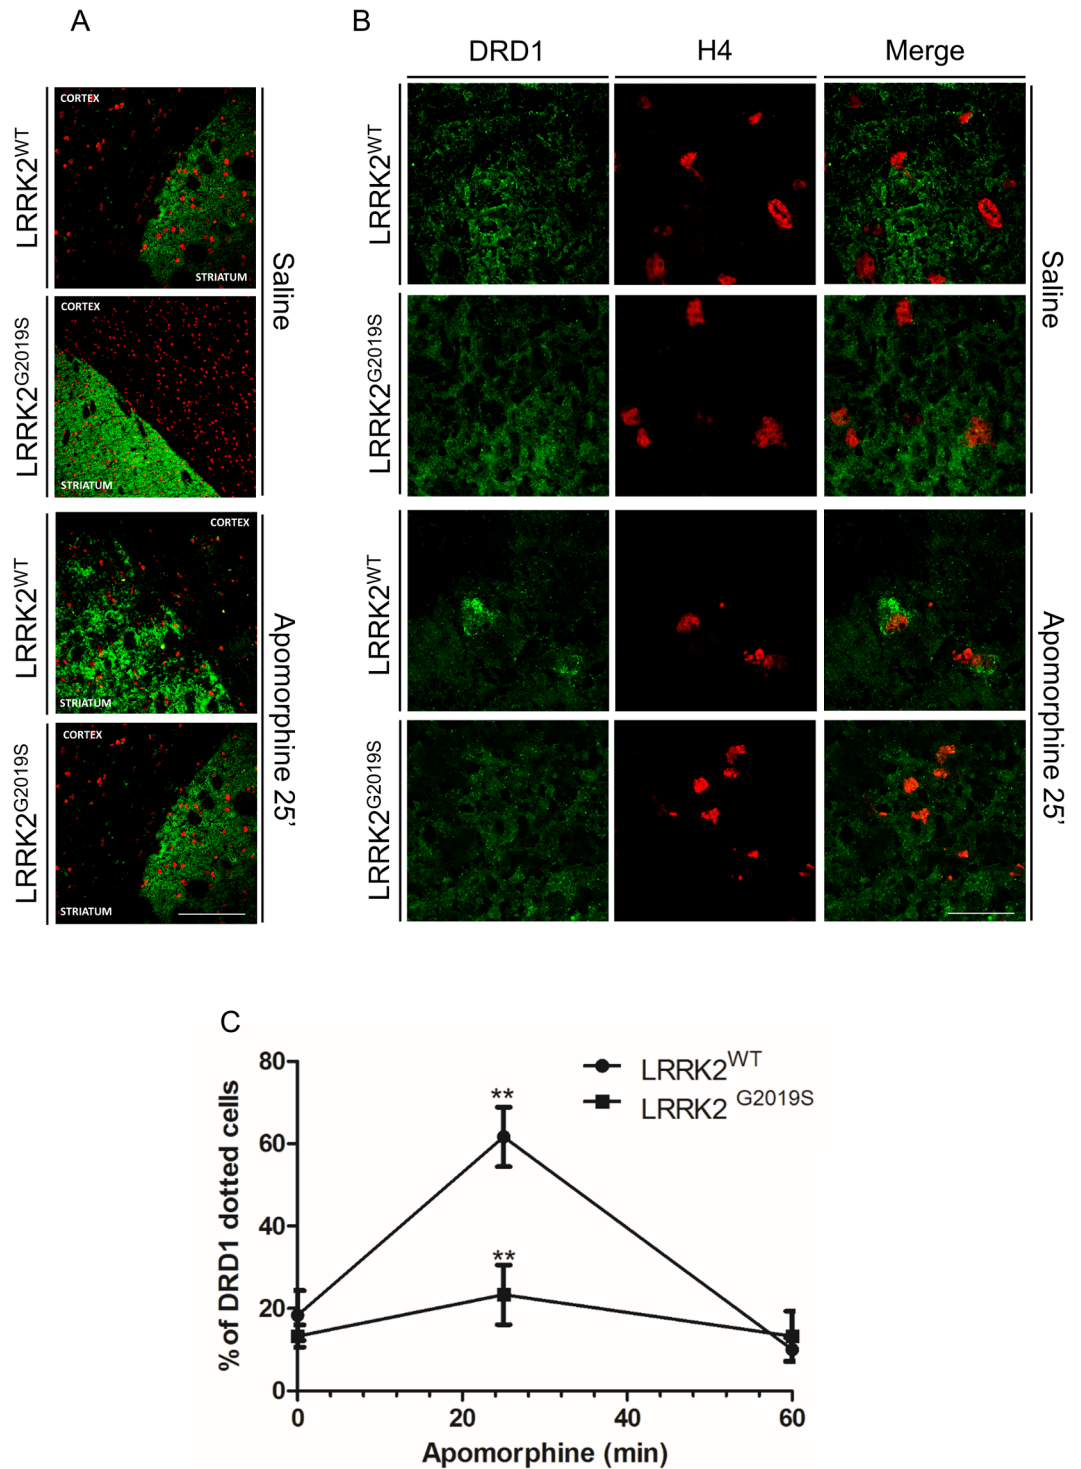 A
B
DRD1 H4 Merge
LRRK2WT
CORTEX
STRIATUM
LRRK2G2019S
CORTEX
STRIATUM
Saline
LRRK2WT
CORTEX
STRIATUM
LRRK2G2019S
CORTEX
STRIATUM
Apomorphine 25’
LRRK2WT
LRRK2G2019S
Saline
LRRK2WT
LRRK2G2019S
Apomorphine 25’
C
LRRK2WT
LRRK2 G2019S
% of DRD1 dotted cells
80
60
40
20
0
**
**
0 20 40 60
Apomorphine (min)